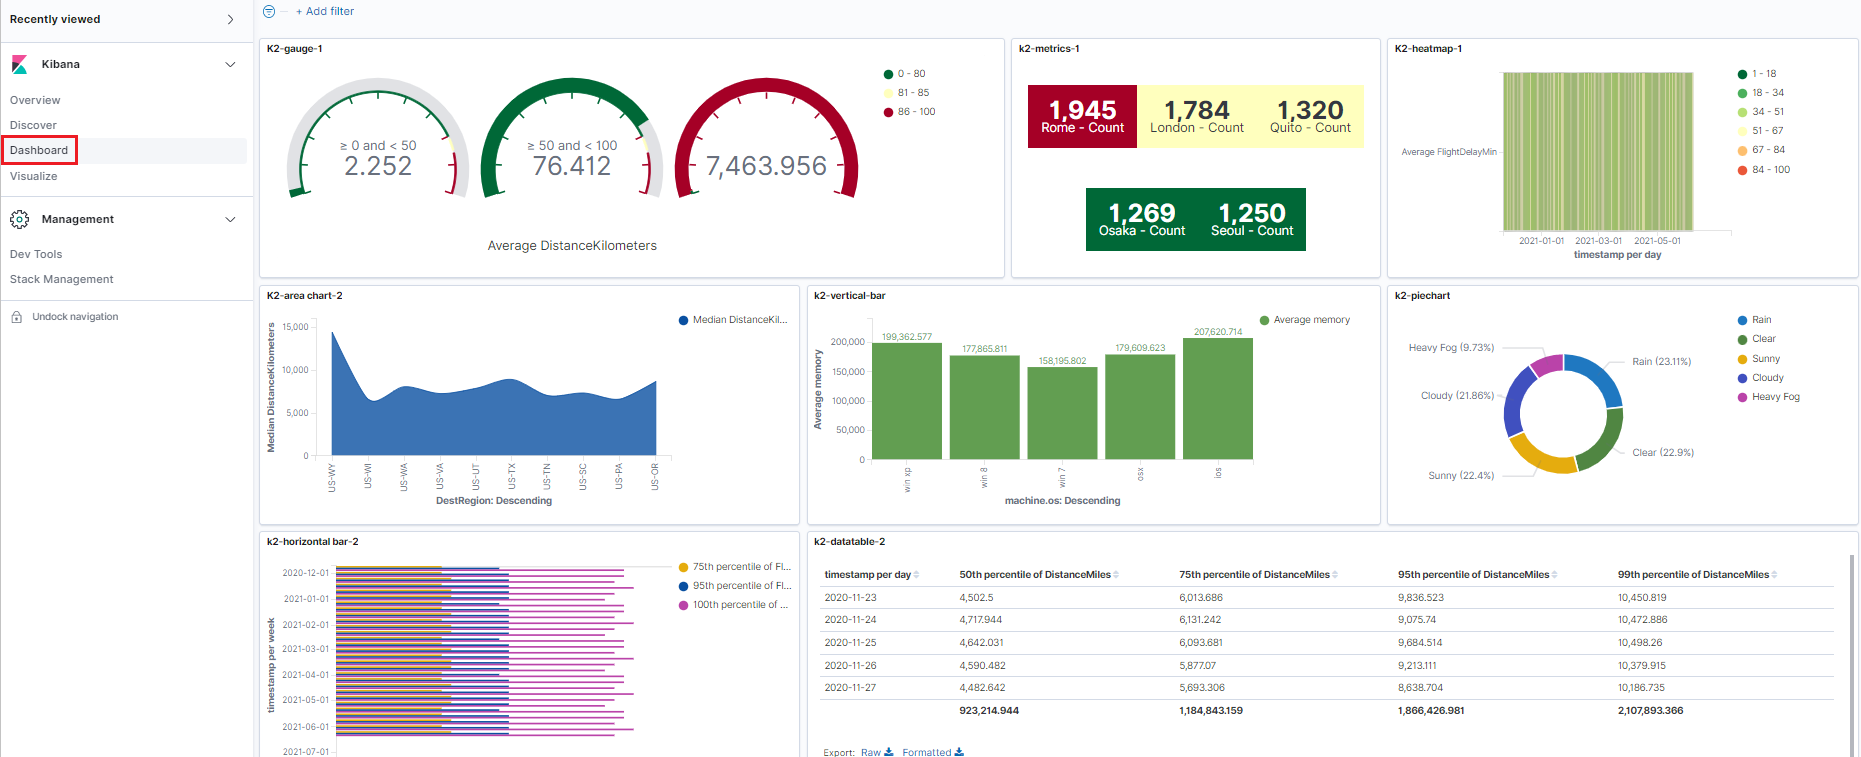 Recently viewed
Kibana
Overview
Discover
Dashboard
Visualize
Management
Dev Tools
Stack Management
Undock navigation
+ Add filter
K2-gauge-1
≥ 0 and < 50
2.252
≥ 50 and < 100
76.412
7,463.956
Average DistanceKilometers
0 - 80
81 - 85
86 - 100
k2-metrics-1
1,945
Rome - Count
1,784
London - Count
1,320
Quito - Count
1,269
Osaka - Count
1,250
Seoul - Count
K2-heatmap-1
Average FlightDelayMin
2021-01-01 2021-03-01 2021-05-01
timestamp per day
1 - 18
18 - 34
34 - 51
51 - 67
67 - 84
84 - 100
K2-area chart-2
Median DistanceKilometers
15,000
10,000
5,000
0
US-WY
US-WI
US-WA
US-VA
US-UT
US-TX
US-TN
US-SC
US-PA
US-OR
DestRegion: Descending
Median DistanceKil...
k2-vertical-bar
Average memory
200,000
150,000
100,000
50,000
0
199,362.577
177,865.811
158,195.802
179,609.623
207,620.714
win xp
win 8
win 7
osx
ios
machine.os: Descending
Average memory
k2-piechart
Heavy Fog (9.73%)
Rain (23.11%)
Cloudy (21.86%)
Clear (22.9%)
Sunny (22.4%)
Rain
Clear
Sunny
Cloudy
Heavy Fog
k2-horizontal bar-2
timestamp per week
2020-12-01
2021-01-01
2021-02-01
2021-03-01
2021-04-01
2021-05-01
2021-06-01
2021-07-01
75th percentile of Fl...
95th percentile of Fl...
100th percentile of ...
k2-datatable-2
timestamp per day 50th percentile of DistanceMiles 75th percentile of DistanceMiles 95th percentile of DistanceMiles 99th percentile of DistanceMiles
2020-11-23 4,502.5 6,013.686 9,836.523 10,450.819
2020-11-24 4,717.944 6,131.242 9,075.74 10,472.886
2020-11-25 4,642.031 6,093.681 9,684.514 10,498.26
2020-11-26 4,590.482 5,877.07 9,213.111 10,379.915
2020-11-27 4,482.642 5,693.306 8,638.704 10,186.735
923,214.944 1,184,843.159 1,866,426.981 2,107,893.366
Export: Raw Formatted